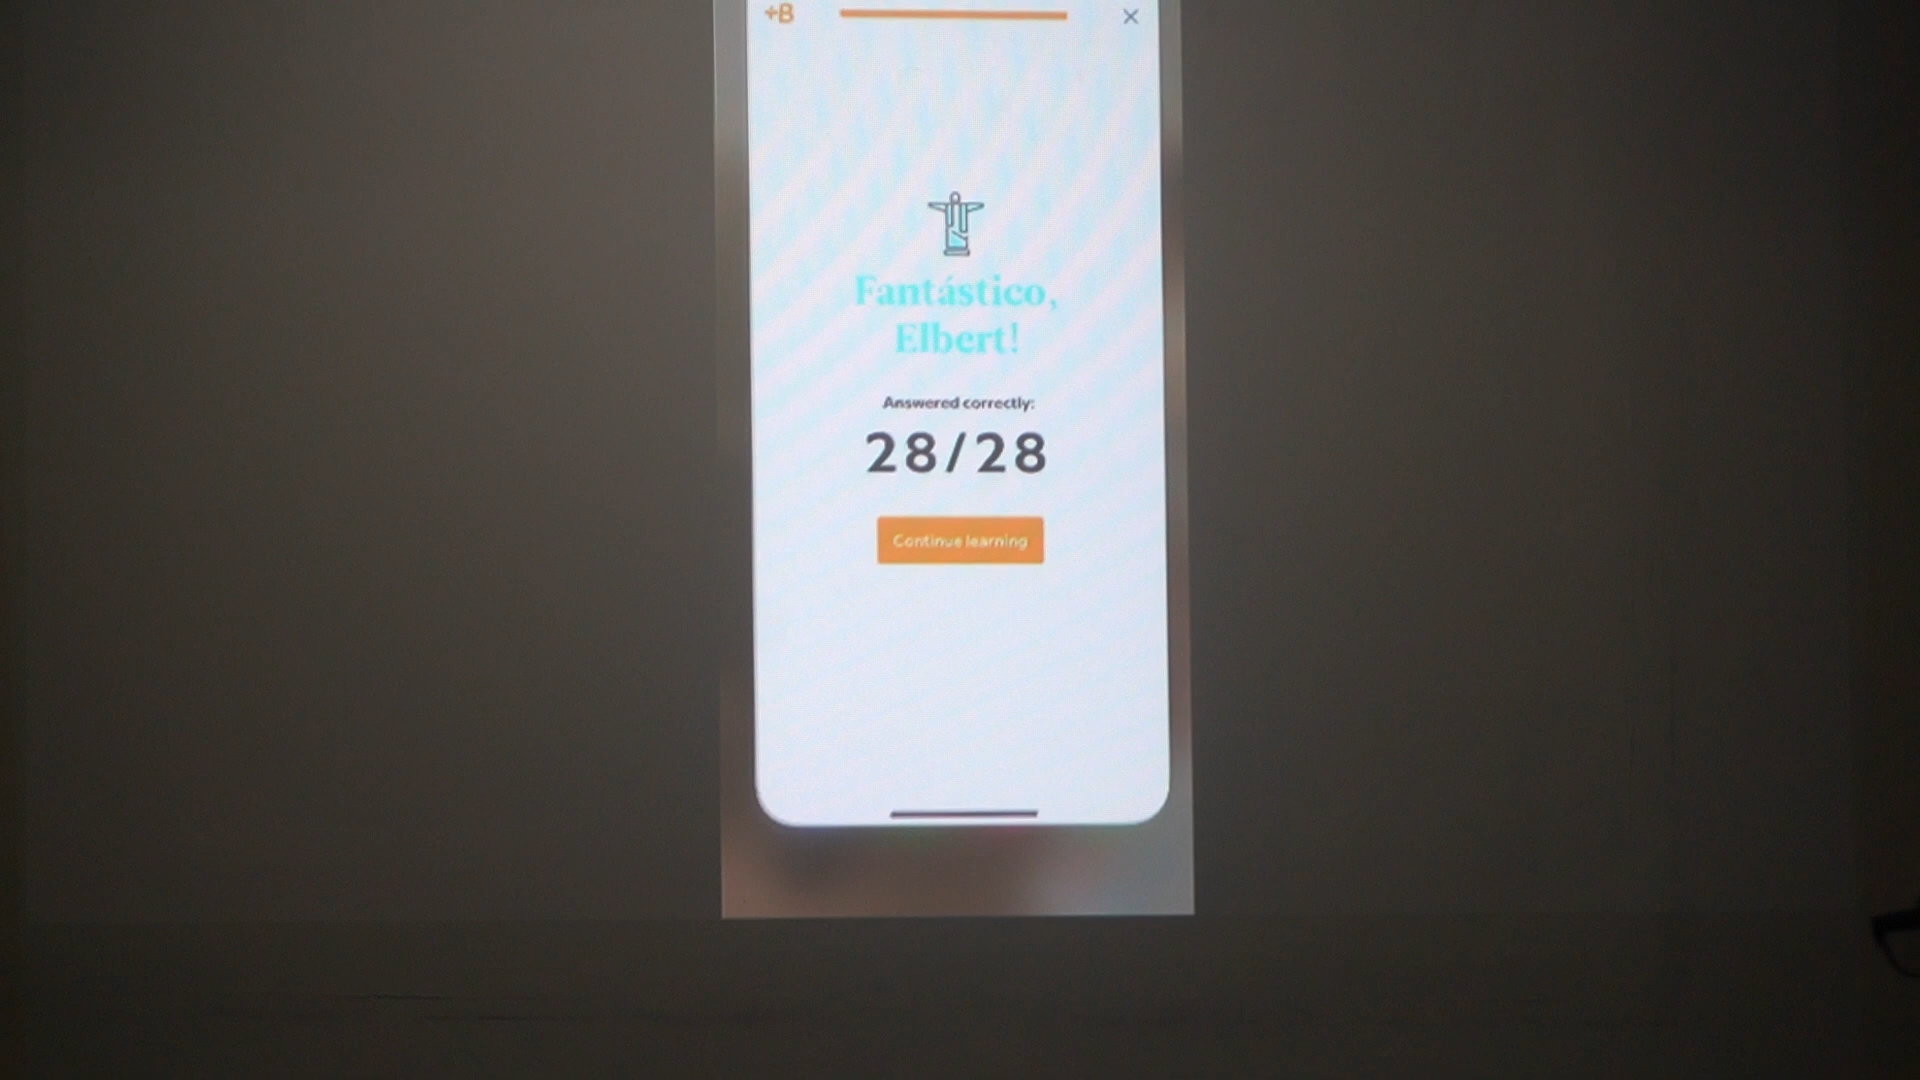 +B
Fantástico,
Elbert!
Answered correctly:
28/28
Continue learning